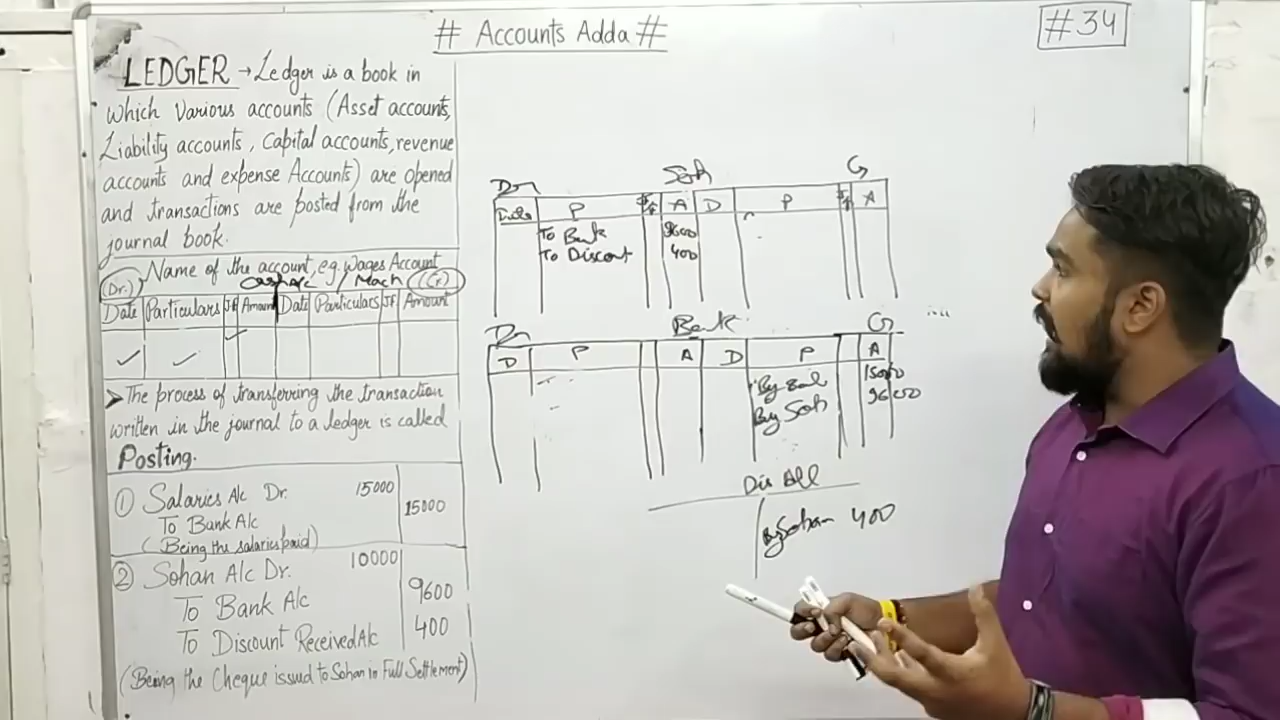 # Accounts Adda #
#34
LEDGER → Ledger is a book in
which various accounts (Asset accounts,
Liability accounts, Capital accounts, revenue
accounts and expense Accounts) are opened
and transactions are posted from the
journal book.
Name of the account, e.g. Wages Account
(Dr.) Cash A/c / Mach (Cr.)
Date Particulars JF Amount Date Particulars JF Amount
➤ The process of transferring the transaction
written in the journal to a ledger is called
Posting.
① Salaries A/c Dr. 15000
To Bank A/c 15000
(Being the salaries paid)
② Sohan A/c Dr. 10000
To Bank A/c 9600
To Discount Received A/c 400
(Being the Cheque issued to Sohan in Full Settlement)
Dr Soh Cr
Date P A D P A
To Bank 9600
To Discount 400
Dr Bank Cr
D P A D P A
By Sal 15000
By Soh 9600
Dis All
By Sohan 400